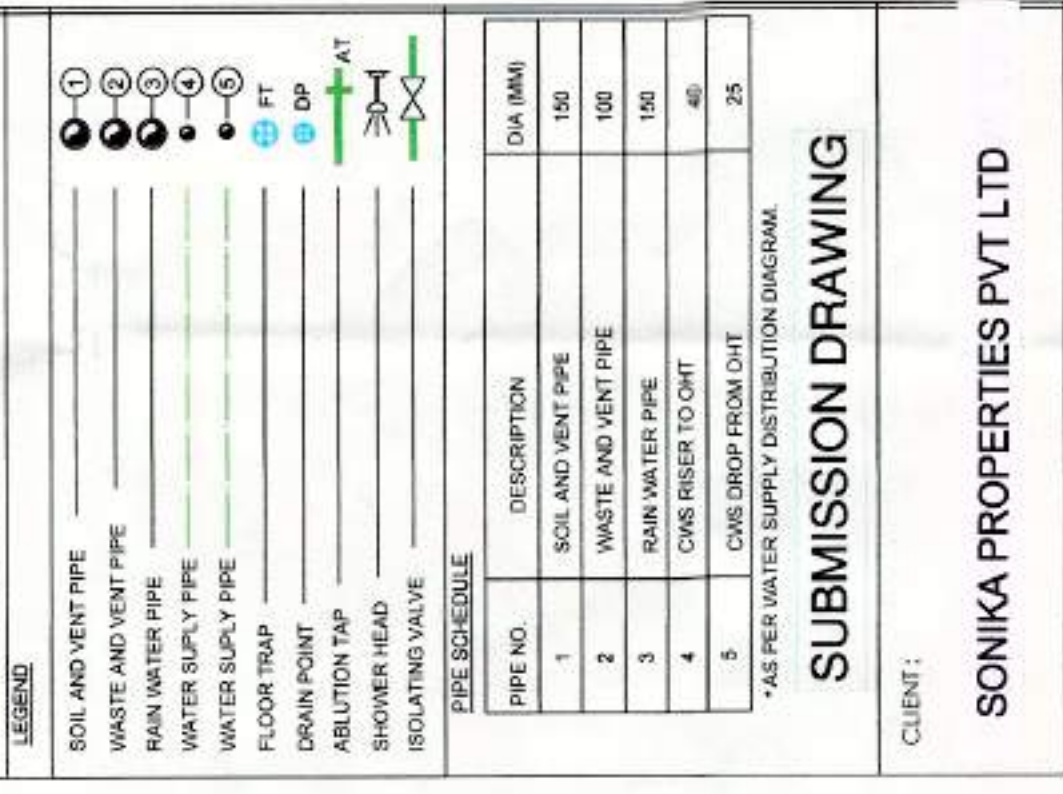 LEGEND
SOIL AND VENT PIPE 1
WASTE AND VENT PIPE 2
RAIN WATER PIPE 3
WATER SUPLY PIPE 4
WATER SUPLY PIPE 5
FLOOR TRAP FT
DRAIN POINT DP
ABLUTION TAP AT
SHOWER HEAD
ISOLATING VALVE
PIPE SCHEDULE
PIPE NO. DESCRIPTION DIA (MM)
1 SOIL AND VENT PIPE 150
2 WASTE AND VENT PIPE 100
3 RAIN WATER PIPE 150
4 CWS RISER TO OHT 40
5 CWS DROP FROM OHT 25
*AS PER WATER SUPPLY DISTRIBUTION DIAGRAM.
SUBMISSION DRAWING
CLIENT :
SONIKA PROPERTIES PVT LTD